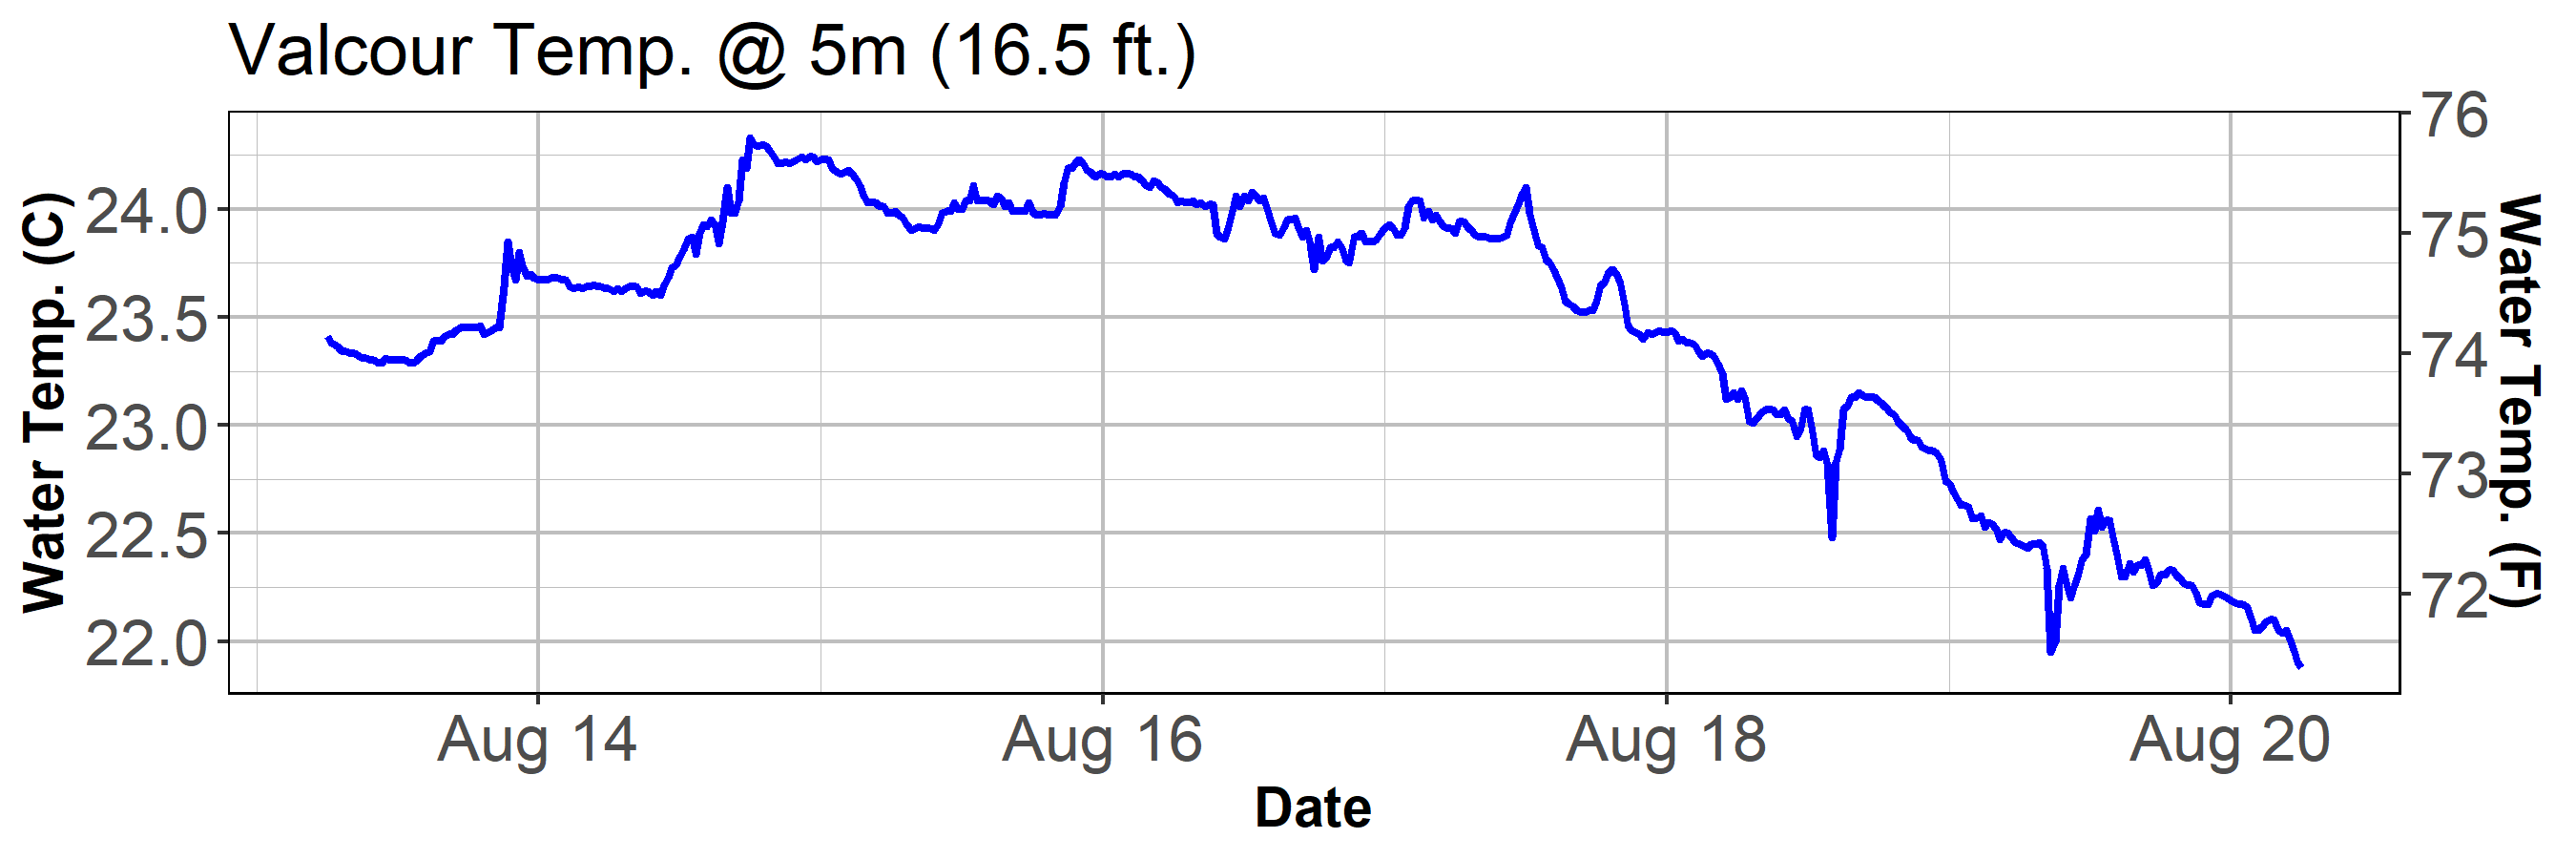 Valcour Temp. @ 5m (16.5 ft.)
Water Temp. (C)
24.0
23.5
23.0
22.5
22.0
76
75
74
73
72
Water Temp. (F)
Aug 14 Aug 16 Aug 18 Aug 20
Date